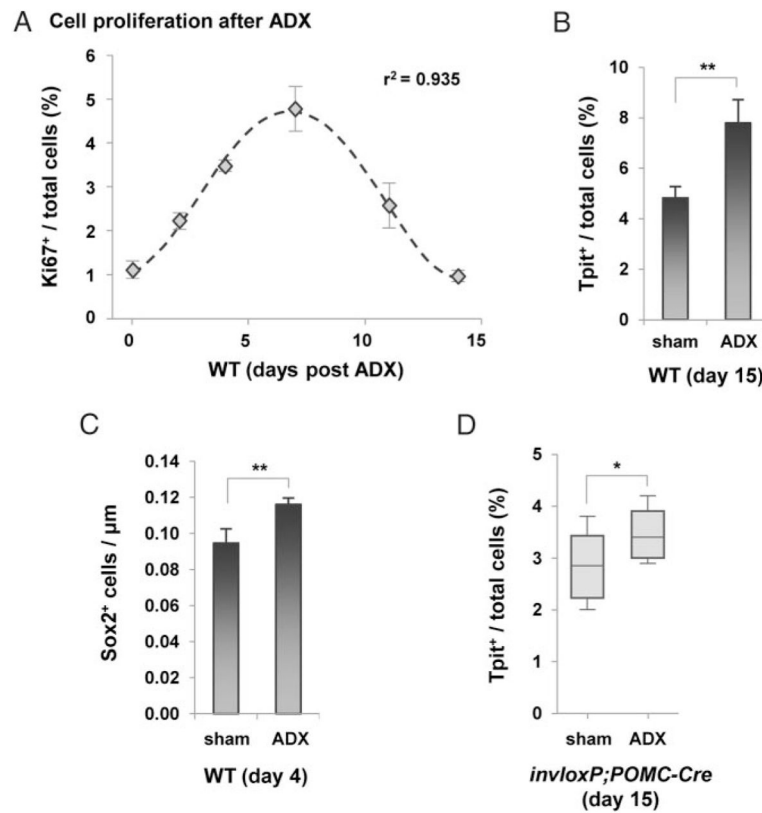 A Cell proliferation after ADX
Ki67⁺ / total cells (%)
6
5
4
3
2
1
0
r² = 0.935
0 5 10 15
WT (days post ADX)
B
Tpit⁺ / total cells (%)
10
8
6
4
2
0
**
sham ADX
WT (day 15)
C
Sox2⁺ cells / µm
0.14
0.12
0.10
0.08
0.06
0.04
0.02
0.00
**
sham ADX
WT (day 4)
D
Tpit⁺ / total cells (%)
5
4
3
2
1
0
*
sham ADX
invloxP;POMC-Cre
(day 15)